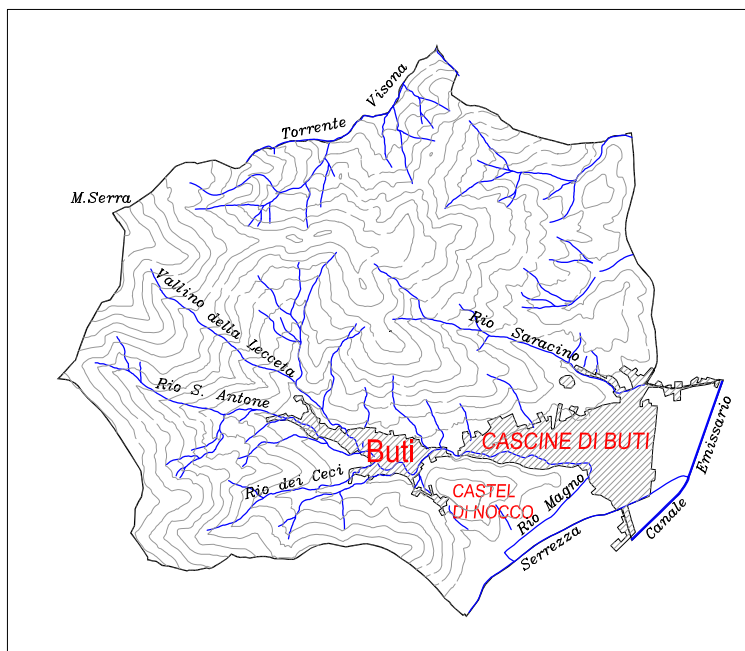 Visona
Torrente
M.Serra
Vallino della Lecceta
Rio Saracino
Rio S. Antone
Buti
CASCINE DI BUTI
Emissario
Rio dei Ceci
CASTEL
DI NOCCO
Rio Magno
Serrezza
Canale